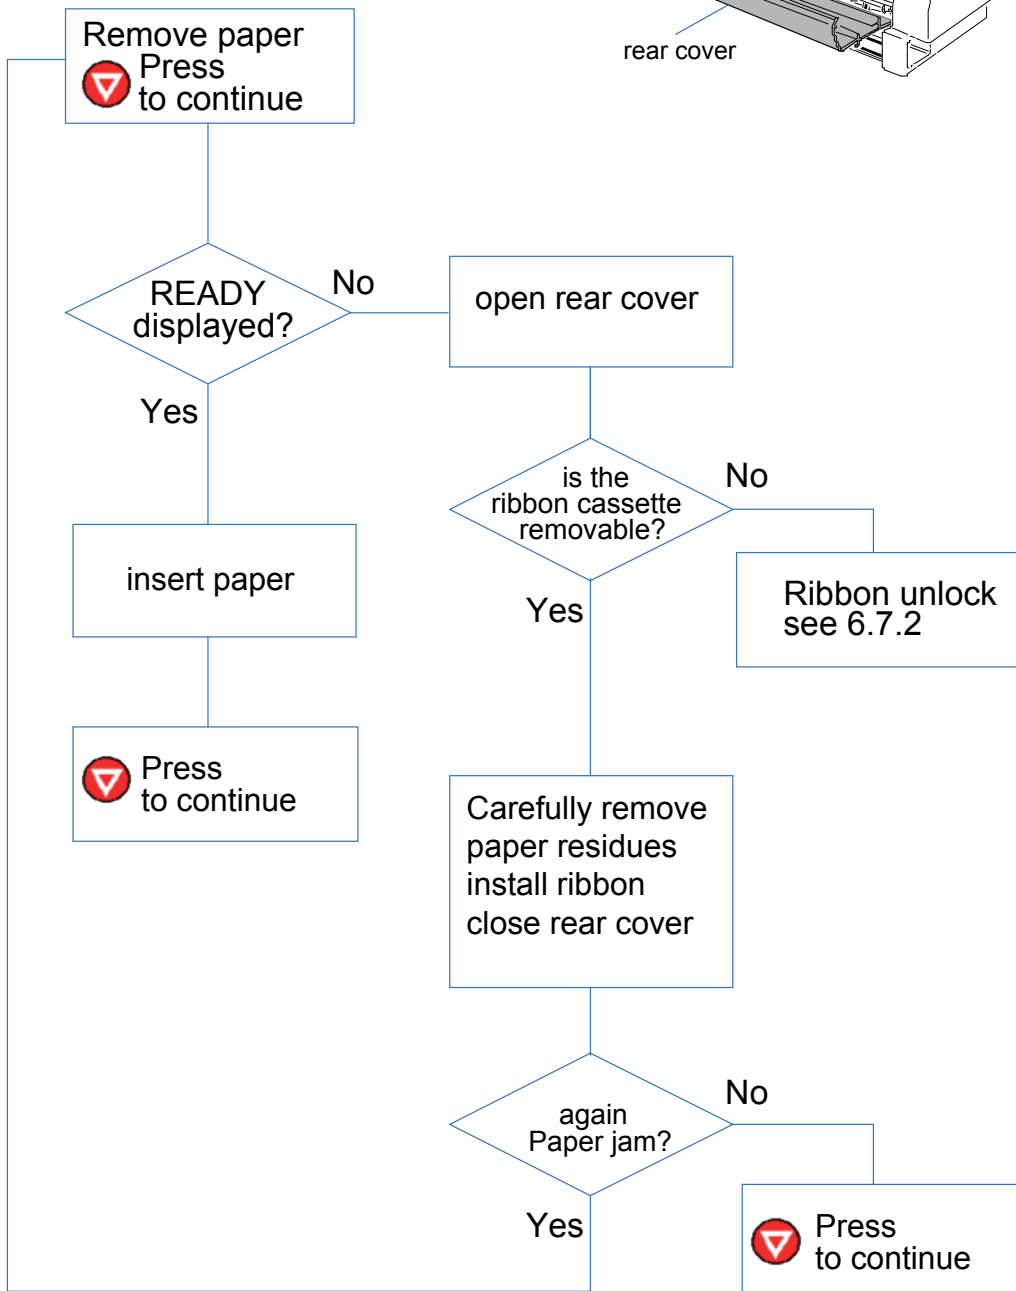 rear cover
Remove paper
Press
to continue
READY
displayed?
No
open rear cover
Yes
is the
ribbon cassette
removable?
No
insert paper
Ribbon unlock
see 6.7.2
Yes
Press
to continue
Carefully remove
paper residues
install ribbon
close rear cover
again
Paper jam?
No
Yes
Press
to continue